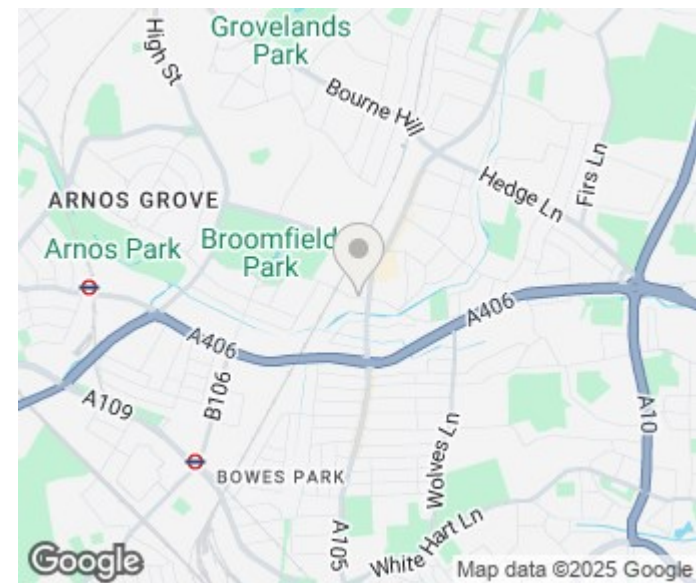 Grovelands
Park
High St
Bourne Hill
Firs Ln
Hedge Ln
ARNOS GROVE
Arnos Park
Broomfield
Park
A406
A406
B106
A109
A10
Wolves Ln
BOWES PARK
A105
White Hart Ln
Google
Map data ©2025 Google